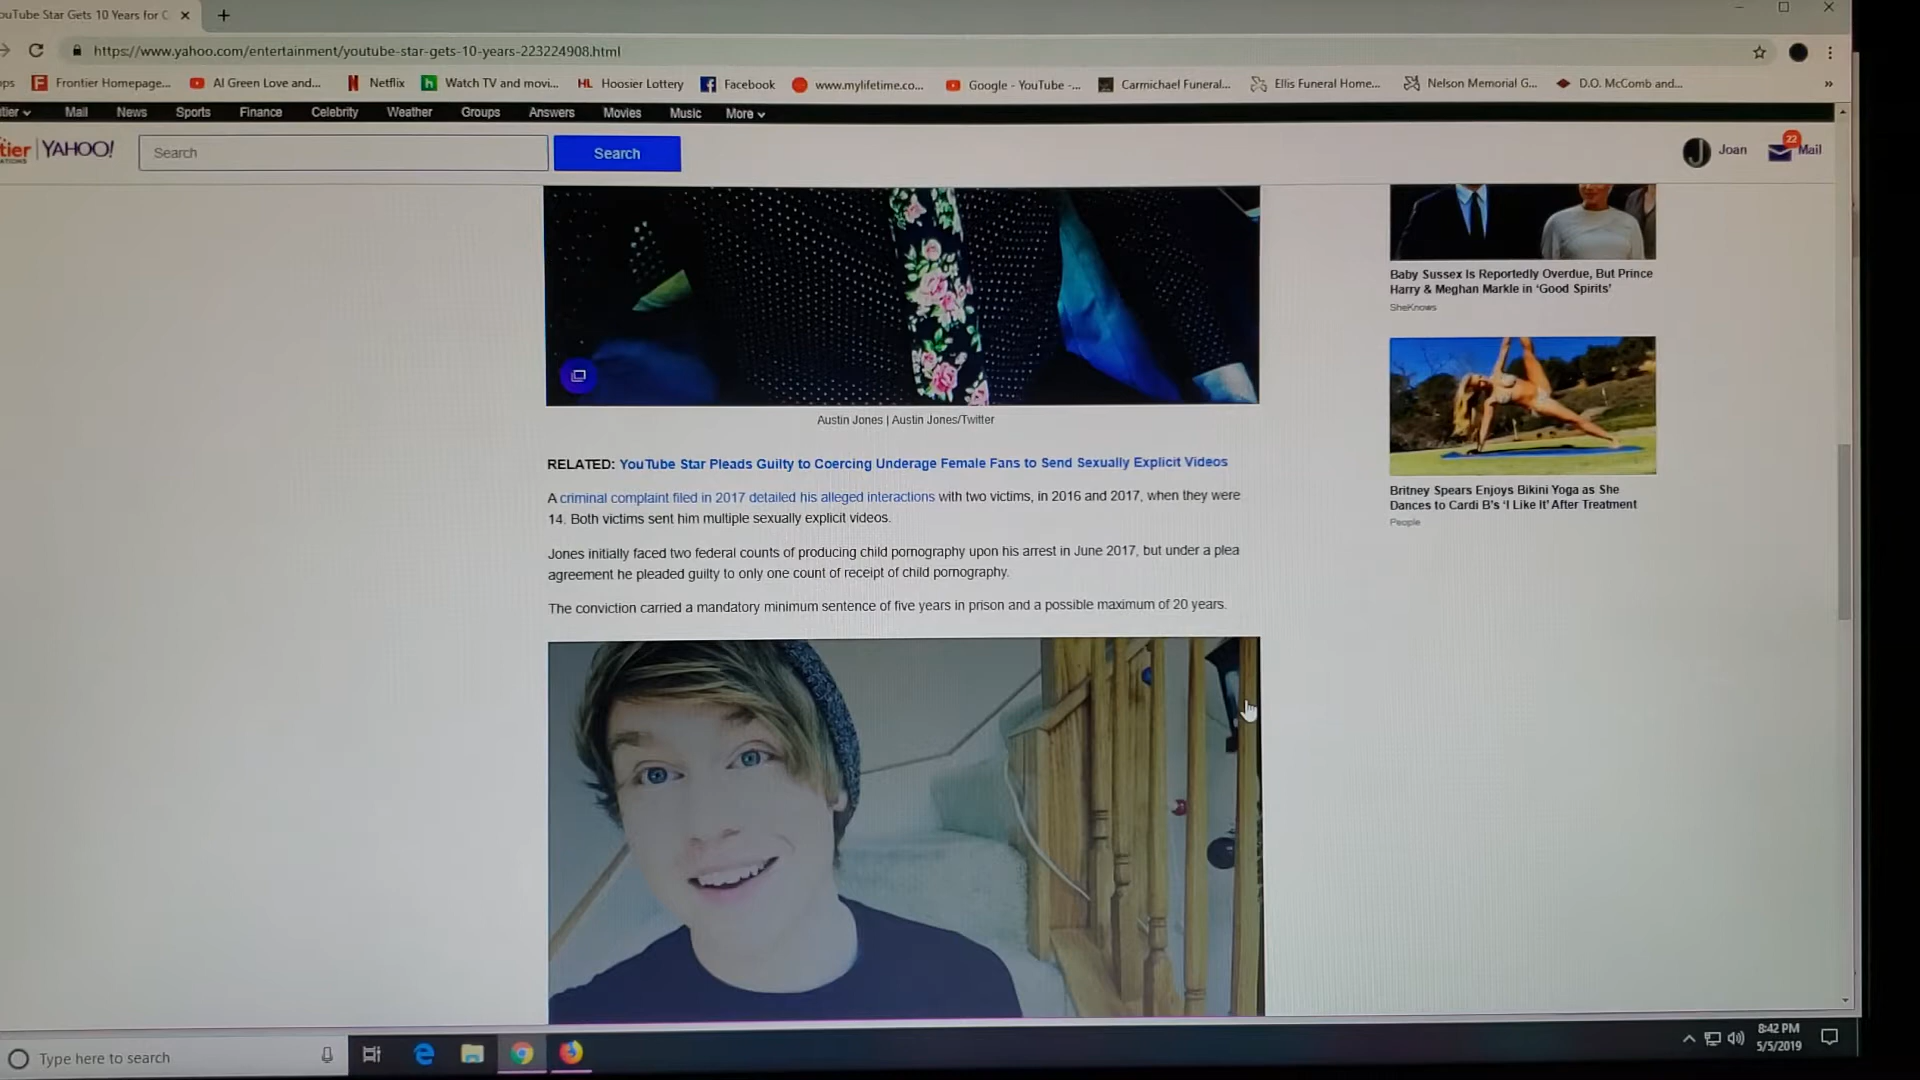 YouTube Star Gets 10 Years for C
https://www.yahoo.com/entertainment/youtube-star-gets-10-years-223224908.html
Frontier Homepage... Al Green Love and... Netflix Watch TV and movi... Hoosier Lottery Facebook www.mylifetime.co... Google - YouTube -... Carmichael Funeral... Ellis Funeral Home... Nelson Memorial G... D.O. McComb and... »
Mail News Sports Finance Celebrity Weather Groups Answers Movies Music More
YAHOO! Search Search Joan 22 Mail
Baby Sussex Is Reportedly Overdue, But Prince
Harry & Meghan Markle in ‘Good Spirits’
SheKnows
Austin Jones | Austin Jones/Twitter
RELATED: YouTube Star Pleads Guilty to Coercing Underage Female Fans to Send Sexually Explicit Videos
A criminal complaint filed in 2017 detailed his alleged interactions with two victims, in 2016 and 2017, when they were
14. Both victims sent him multiple sexually explicit videos.
Jones initially faced two federal counts of producing child pornography upon his arrest in June 2017, but under a plea
agreement he pleaded guilty to only one count of receipt of child pornography.
The conviction carried a mandatory minimum sentence of five years in prison and a possible maximum of 20 years.
Britney Spears Enjoys Bikini Yoga as She
Dances to Cardi B's ‘I Like It’ After Treatment
People
Type here to search
8:42 PM
5/5/2019